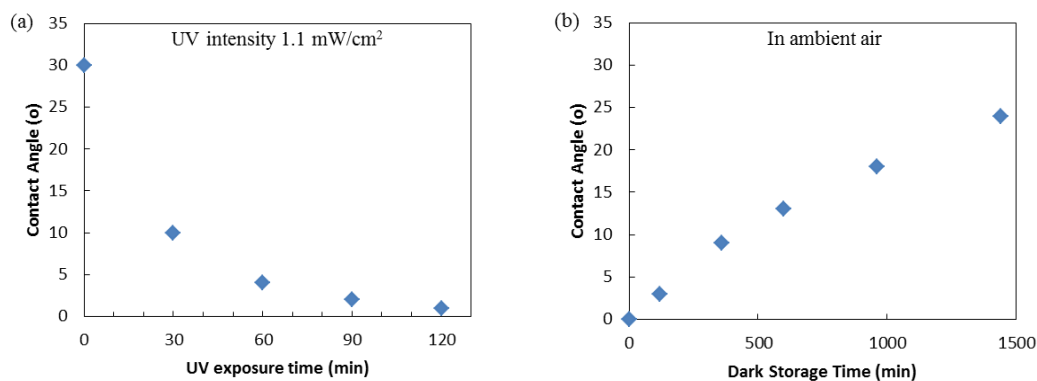 (a)
UV intensity 1.1 mW/cm²
Contact Angle (o)
35
30
25
20
15
10
5
0
0 30 60 90 120
UV exposure time (min)
(b)
In ambient air
Contact Angle (o)
35
30
25
20
15
10
5
0
0 500 1000 1500
Dark Storage Time (min)